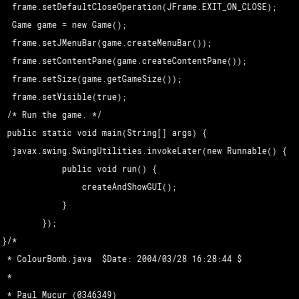 frame.setDefaultCloseOperation(JFrame.EXIT_ON_CLOSE);
Game game = new Game();
frame.setJMenuBar(game.createMenuBar());
frame.setContentPane(game.createContentPane());
frame.setSize(game.getGameSize());
frame.setVisible(true);
/* Run the game. */
public static void main(String[] args) {
javax.swing.SwingUtilities.invokeLater(new Runnable() {
public void run() {
createAndShowGUI();
}
});
}/*
* ColourBomb.java  $Date: 2004/03/28 16:28:44 $
*
* Paul Mucur (0346349)